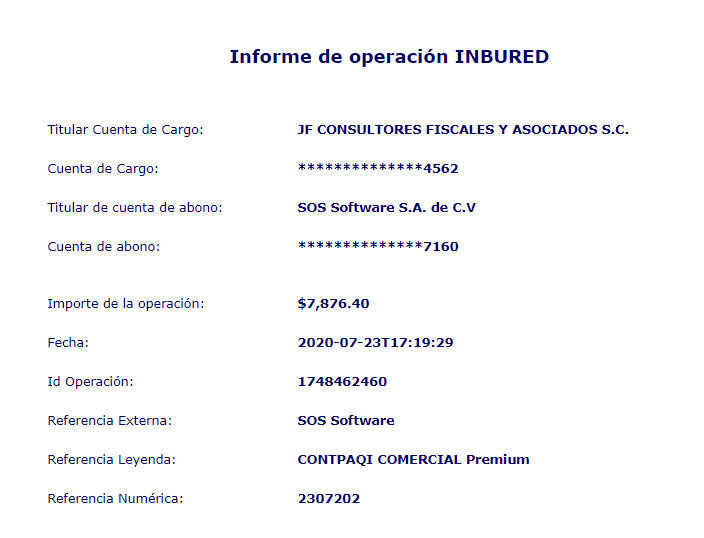 Informe de operación INBURED
Titular Cuenta de Cargo: JF CONSULTORES FISCALES Y ASOCIADOS S.C.
Cuenta de Cargo: **************4562
Titular de cuenta de abono: SOS Software S.A. de C.V
Cuenta de abono: **************7160
Importe de la operación: $7,876.40
Fecha: 2020-07-23T17:19:29
Id Operación: 1748462460
Referencia Externa: SOS Software
Referencia Leyenda: CONTPAQI COMERCIAL Premium
Referencia Numérica: 2307202